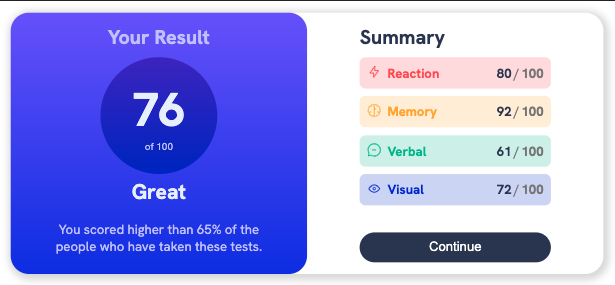 Your Result
76
of 100
Great
You scored higher than 65% of the
people who have taken these tests.
Summary
Reaction 80 / 100
Memory 92 / 100
Verbal 61 / 100
Visual 72 / 100
Continue